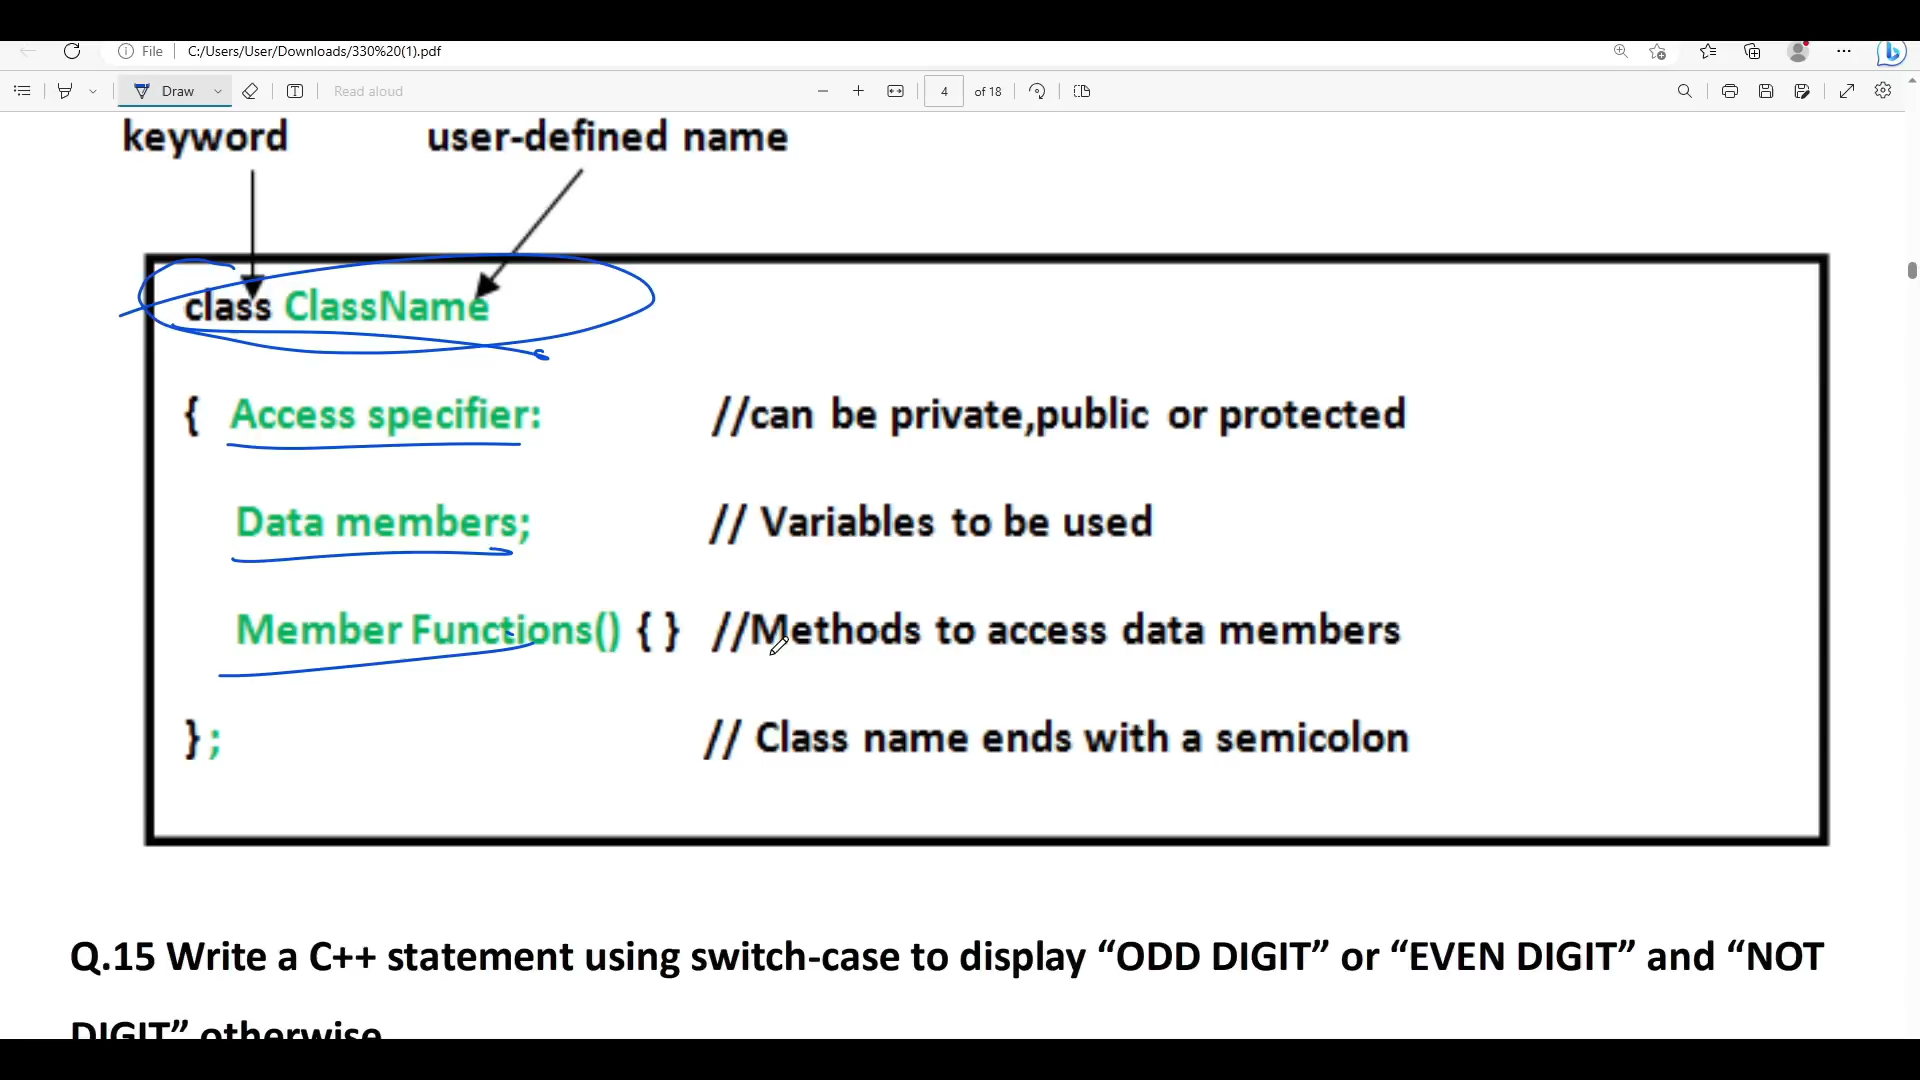 File C:/Users/User/Downloads/330%20(1).pdf
Draw Read aloud 4 of 18
keyword user-defined name
class ClassName
{ Access specifier: //can be private,public or protected
Data members; // Variables to be used
Member Functions() { } //Methods to access data members
} ; // Class name ends with a semicolon
Q.15 Write a C++ statement using switch-case to display “ODD DIGIT” or “EVEN DIGIT” and “NOT
DIGIT” otherwise